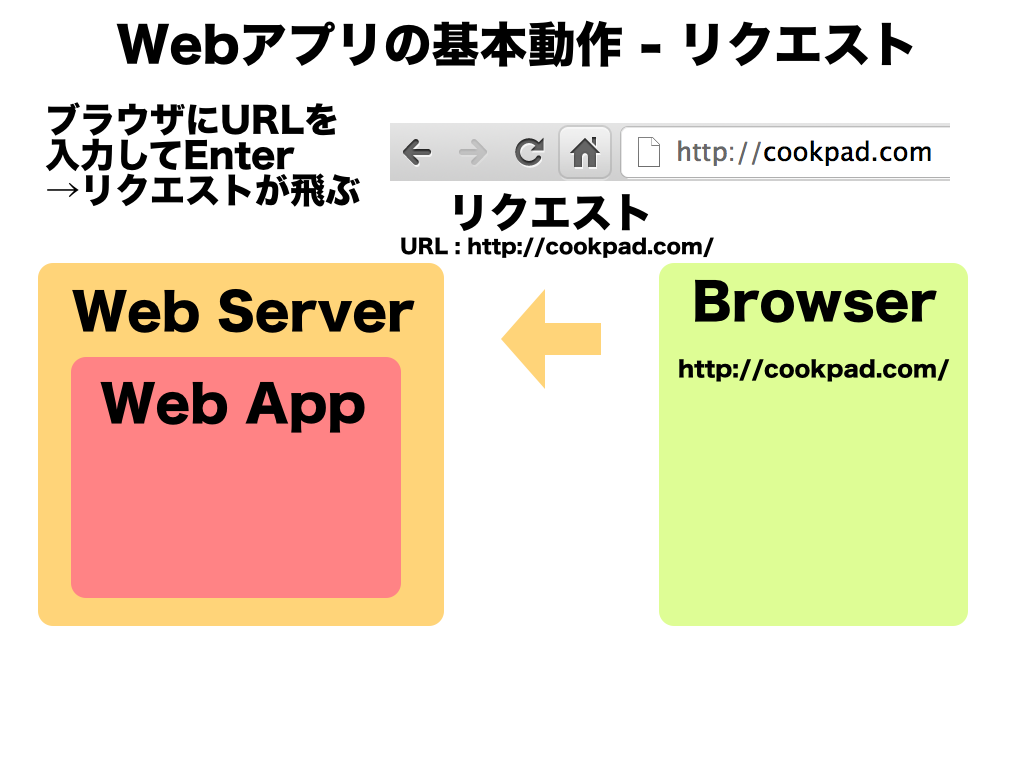 Webアプリの基本動作 - リクエスト
ブラウザにURLを
入力してEnter
→リクエストが飛ぶ
http://cookpad.com
リクエスト
URL : http://cookpad.com/
Web Server
Web App
Browser
http://cookpad.com/